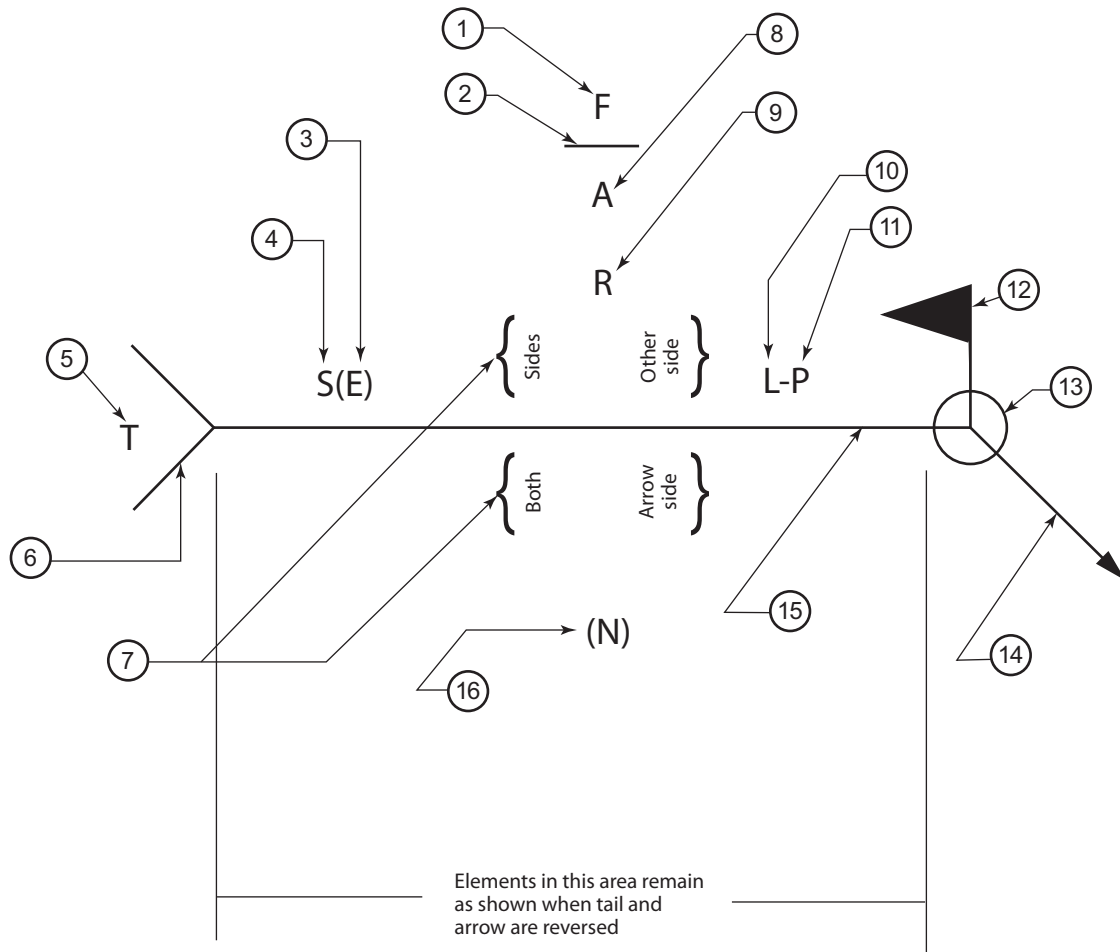 1
8
2
F
9
3
A
10
4
11
R
12
5
Sides
Other
side
S(E)
L-P
13
T
Both
Arrow
side
6
15
(N)
14
7
16
Elements in this area remain
as shown when tail and
arrow are reversed